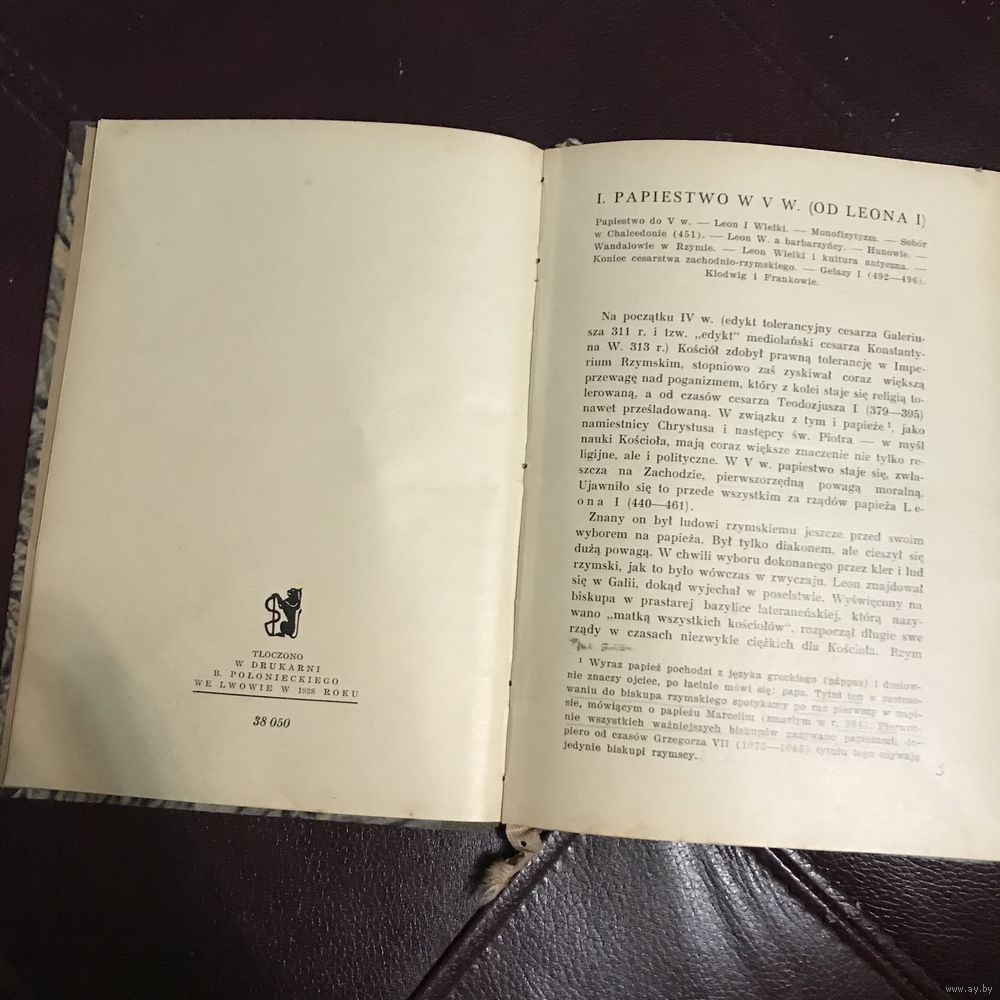 TŁOCZONO
W DRUKARNI
B. POŁONIECKIEGO
WE LWOWIE W 1938 ROKU
38 050
I. PAPIESTWO W V W. (OD LEONA I)
Papiestwo do V w. — Leon I Wielki. — Monofizytyzm. — Sobór
w Chalcedonie (451). — Leon W. a barbarzyńcy. — Hunowie. —
Wandalowie w Rzymie. — Leon Wielki i kultura antyczna. —
Koniec cesarstwa zachodnio-rzymskiego. — Gelazy I (492—496).
Klodwig i Frankowie.
Na początku IV w. (edykt tolerancyjny cesarza Galeriu-
sza 311 r. i tzw. „edykt“ mediolański cesarza Konstanty-
na W. 313 r.) Kościół zdobył prawną tolerancję w Impe-
rium Rzymskim, stopniowo zaś zyskiwał coraz większą
przewagę nad poganizmem, który z kolei staje się religią to-
lerowaną, a od czasów cesarza Teodozjusza I (379—395)
nawet prześladowaną. W związku z tym i papieże ¹, jako
namiestnicy Chrystusa i następcy św. Piotra — w myśl
nauki Kościoła, mają coraz większe znaczenie nie tylko re-
ligijne, ale i polityczne. W V w. papiestwo staje się, zwła-
szcza na Zachodzie, pierwszorzędną powagą moralną.
Ujawniło się to przede wszystkim za rządów papieża Le-
ona I (440—461).
Znany on był ludowi rzymskiemu jeszcze przed swoim
wyborem na papieża. Był tylko diakonem, ale cieszył się
dużą powagą. W chwili wyboru dokonanego przez kler i lud
rzymski, jak to było wówczas w zwyczaju. Leon znajdował
się w Galii, dokąd wyjechał w poselstwie. Wyświęcony na
biskupa w prastarej bazylice lateraneńskiej, którą nazy-
wano „matką wszystkich kościołów“, rozpoczął długie swe
rządy w czasach niezwykle ciężkich dla Kościoła. Rzym
¹ Wyraz papież pochodzi z języka greckiego (páppas) i dosłow-
nie znaczy ojciec, po łacinie mówi się: papa. Tytuł ten w zastoso-
waniu do biskupa rzymskiego spotykamy po raz pierwszy w napi-
sie, mówiącym o papieżu Marcelim (zmarłym w r. 304). Pierwot-
nie wszystkich ważniejszych biskupów nazywano papieżami, do-
piero od czasów Grzegorza VII (1073—1085) tytułu tego używają
jedynie biskupi rzymscy.
5
www.ay.by